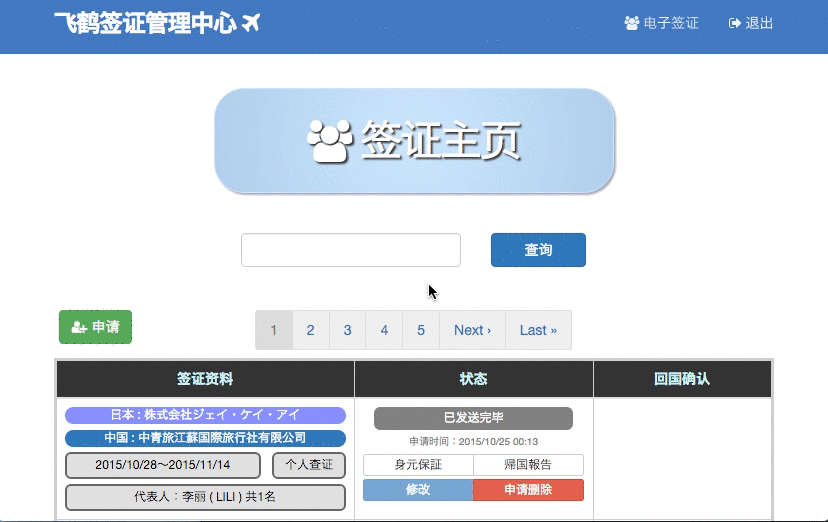 飞鹤签证管理中心
电子签证
退出
签证主页
查询
申请
1 2 3 4 5 Next › Last »
签证资料 状态 回国确认
日本 : 株式会社ジェイ・ケイ・アイ
已发送完毕
中国 : 中青旅江蘇国際旅行社有限公司
申请时间：2015/10/25 00:13
2015/10/28～2015/11/14 个人查证
身元保証 帰国報告
代表人：李丽 ( LILI ) 共1名
修改 申请删除